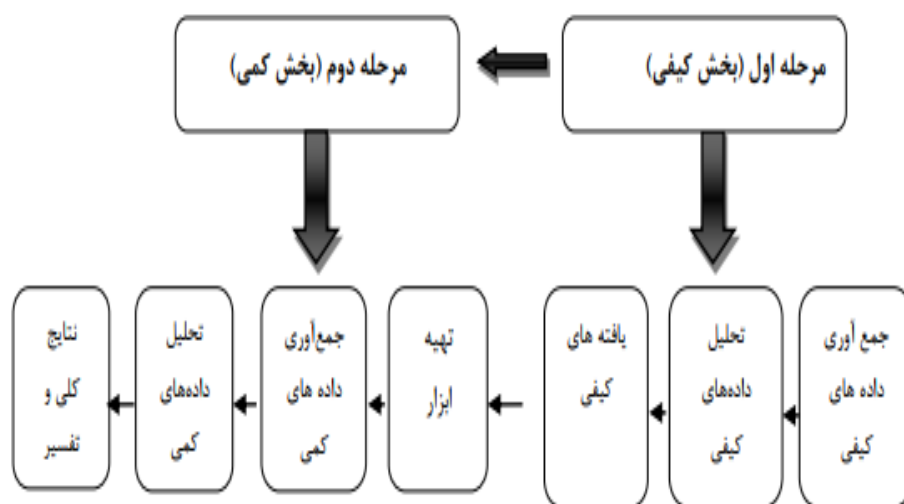 مرحله اول (بخش کیفی)
مرحله دوم (بخش کمی)
جمع آوری
داده های
کیفی
تحلیل
داده‌های
کیفی
یافته های
کیفی
تهیه
ابزار
جمع‌آوری
داده های
کمی
تحلیل
داده‌های
کمی
نتایج
کلی و
تفسیر